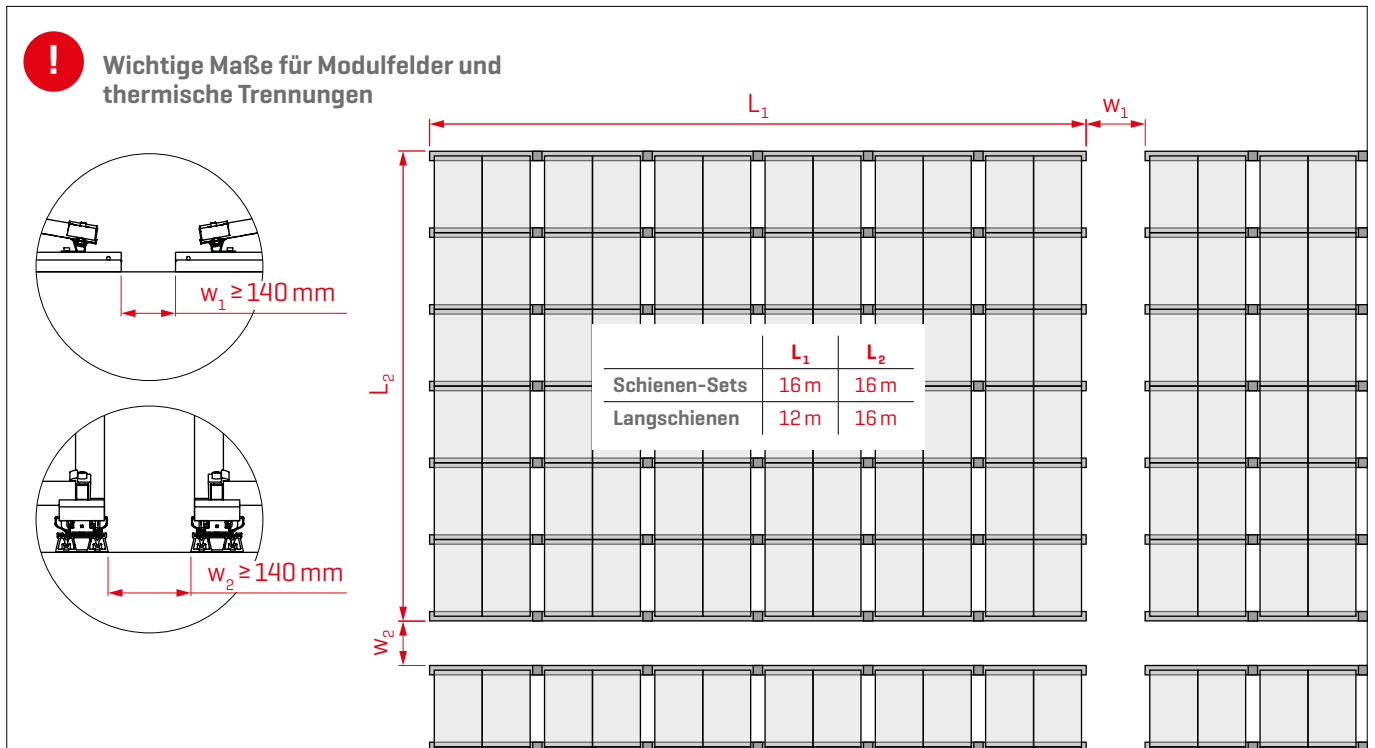 !
Wichtige Maße für Modulfelder und
thermische Trennungen
L₁
w₁
w₁ ≥ 140 mm
L₂
L₁ L₂
Schienen-Sets 16 m 16 m
Langschienen 12 m 16 m
w₂ ≥ 140 mm
w₂